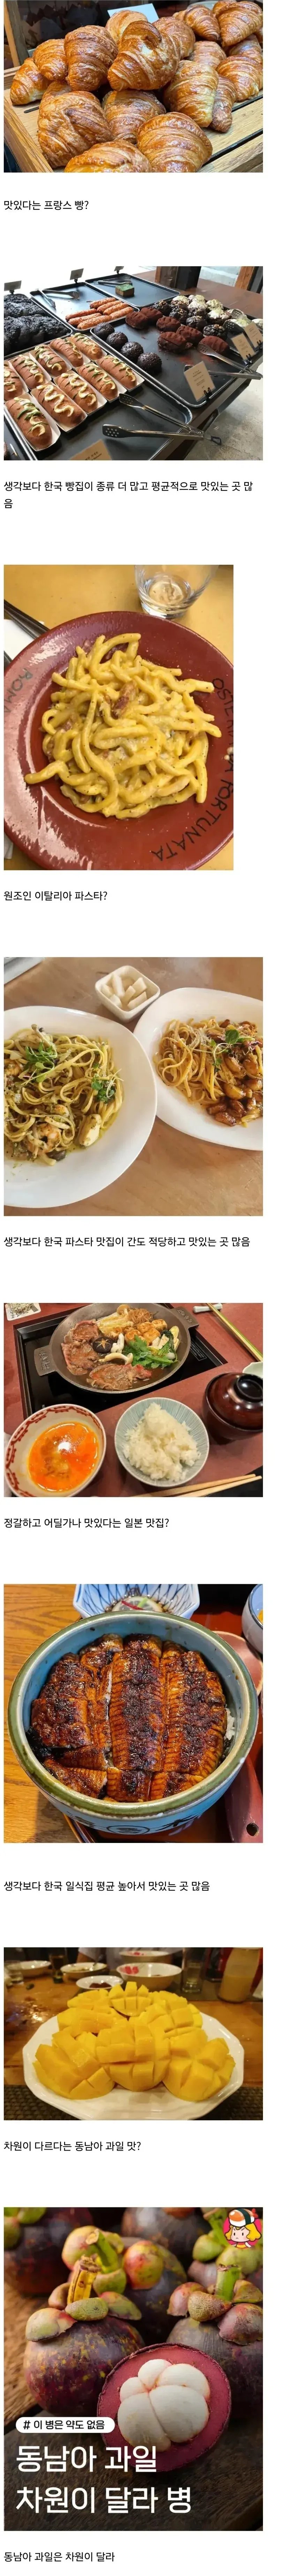 맛있다는 프랑스 빵?
생각보다 한국 빵집이 종류 더 많고 평균적으로 맛있는 곳 많
음
원조인 이탈리아 파스타?
생각보다 한국 파스타 맛집이 간도 적당하고 맛있는 곳 많음
정갈하고 어딜가나 맛있다는 일본 맛집?
생각보다 한국 일식집 평균 높아서 맛있는 곳 많음
차원이 다르다는 동남아 과일 맛?
# 이 병은 약도 없음
동남아 과일
차원이 달라 병
동남아 과일은 차원이 달라